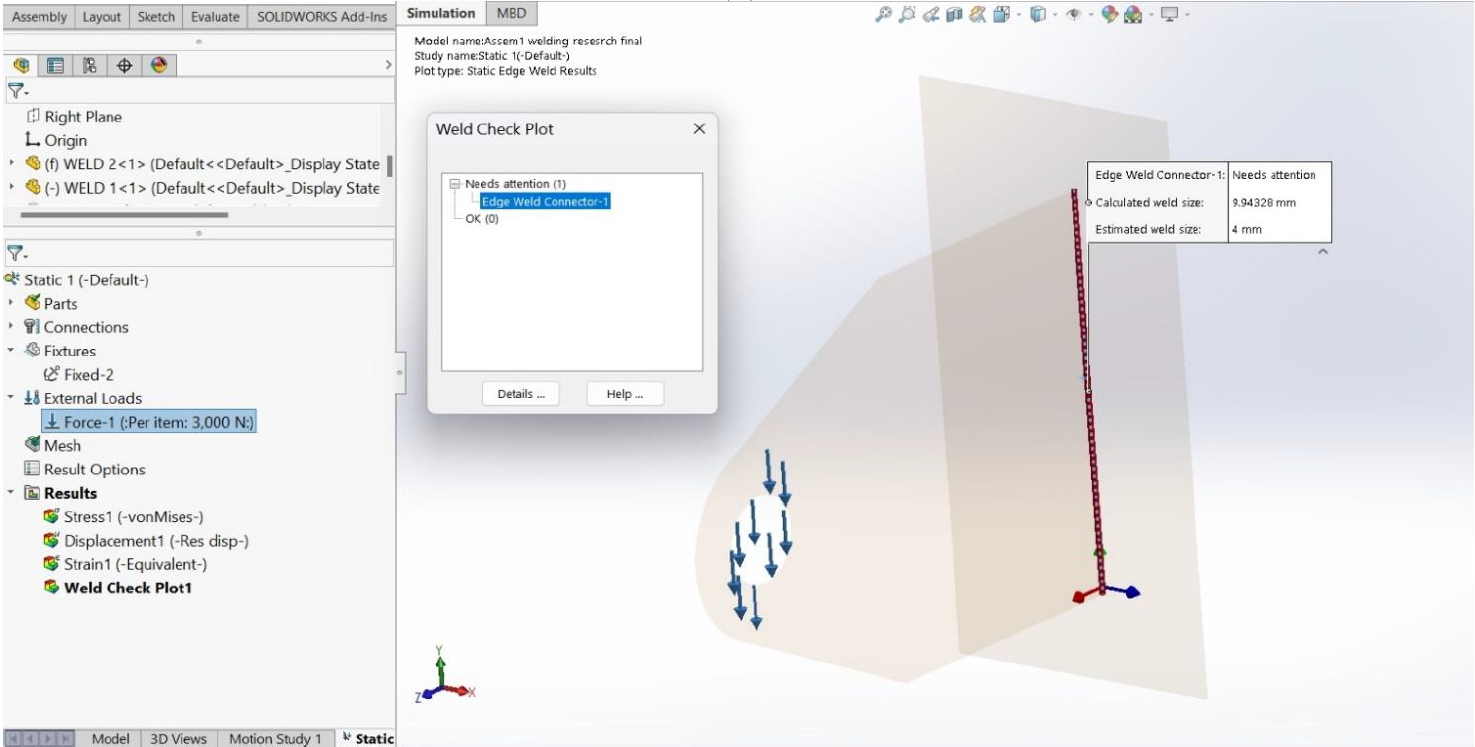 Assembly Layout Sketch Evaluate SOLIDWORKS Add-Ins Simulation MBD
Model name:Assem1 welding resesrch final
Study name:Static 1(-Default-)
Plot type: Static Edge Weld Results
Right Plane
Origin
(f) WELD 2<1> (Default<<Default>_Display State
(-) WELD 1<1> (Default<<Default>_Display State
Static 1 (-Default-)
Parts
Connections
Fixtures
Fixed-2
External Loads
Force-1 (:Per item: 3,000 N:)
Mesh
Result Options
Results
Stress1 (-vonMises-)
Displacement1 (-Res disp-)
Strain1 (-Equivalent-)
Weld Check Plot1
Weld Check Plot
Needs attention (1)
Edge Weld Connector-1
OK (0)
Details ... Help ...
Edge Weld Connector-1: Needs attention
Calculated weld size: 9.94328 mm
Estimated weld size: 4 mm
Y
Z X
Model 3D Views Motion Study 1 Static